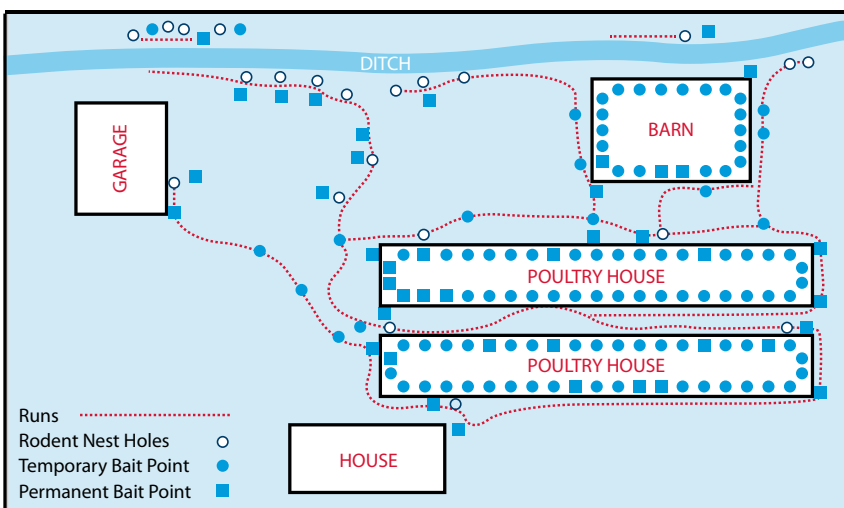 DITCH
BARN
GARAGE
POULTRY HOUSE
POULTRY HOUSE
Runs
Rodent Nest Holes
Temporary Bait Point
Permanent Bait Point
HOUSE